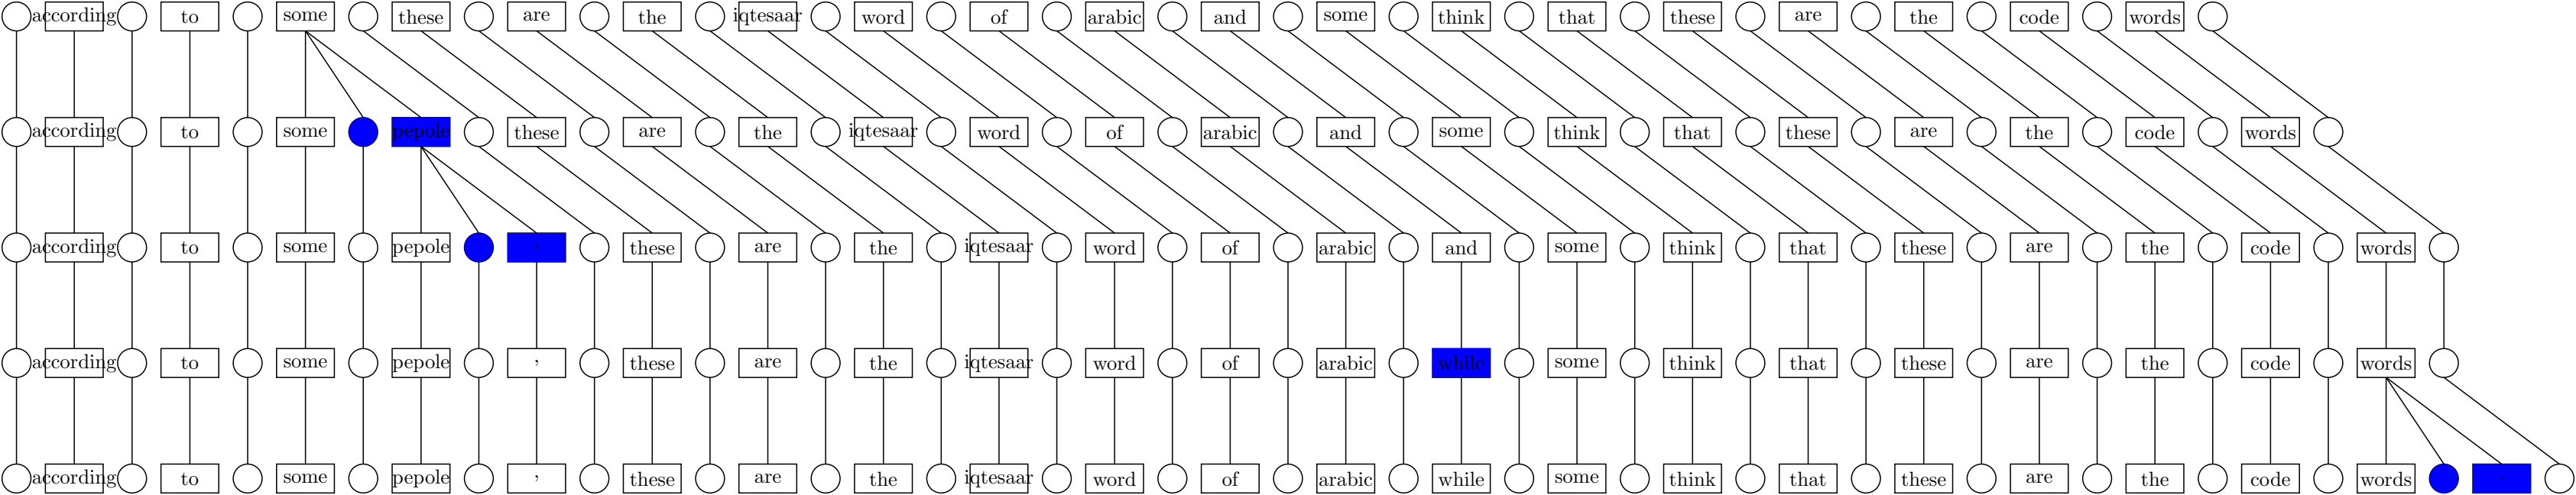 according to some these are the iqtesaar word of arabic and some think that these are the code words
according to some pepole these are the iqtesaar word of arabic and some think that these are the code words
according to some pepole , these are the iqtesaar word of arabic and some think that these are the code words
according to some pepole , these are the iqtesaar word of arabic while some think that these are the code words
according to some pepole , these are the iqtesaar word of arabic while some think that these are the code words